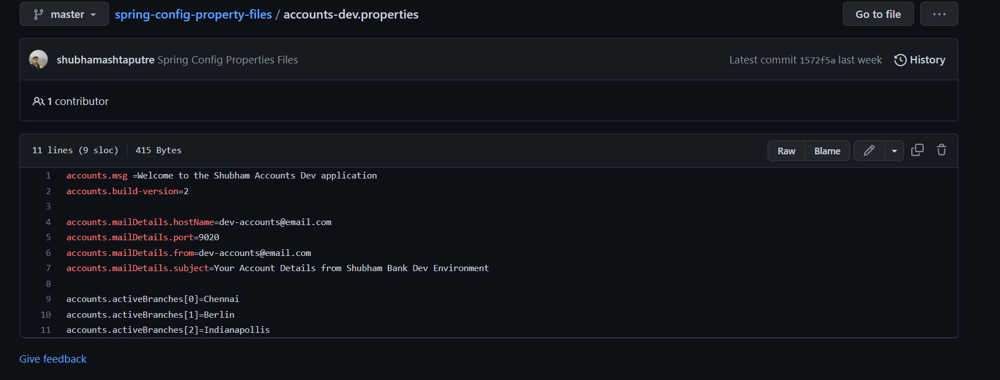 master spring-config-property-files / accounts-dev.properties Go to file ...
shubhamashtaputre Spring Config Properties Files Latest commit 1572f5a last week History
1 contributor
11 lines (9 sloc) 415 Bytes Raw Blame
1 accounts.msg =Welcome to the Shubham Accounts Dev application
2 accounts.build-version=2
3
4 accounts.mailDetails.hostName=dev-accounts@email.com
5 accounts.mailDetails.port=9020
6 accounts.mailDetails.from=dev-accounts@email.com
7 accounts.mailDetails.subject=Your Account Details from Shubham Bank Dev Environment
8
9 accounts.activeBranches[0]=Chennai
10 accounts.activeBranches[1]=Berlin
11 accounts.activeBranches[2]=Indianapollis
Give feedback